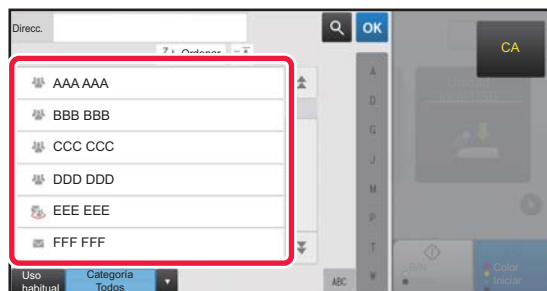 Direcc.
OK
CA
Ordenar
A
AAA AAA
D
BBB BBB
G
CCC CCC
J
DDD DDD
M
EEE EEE
P
FFF FFF
T
B/N
Color
Iniciar
Uso
habitual
Categoría
Todos
ABC
W